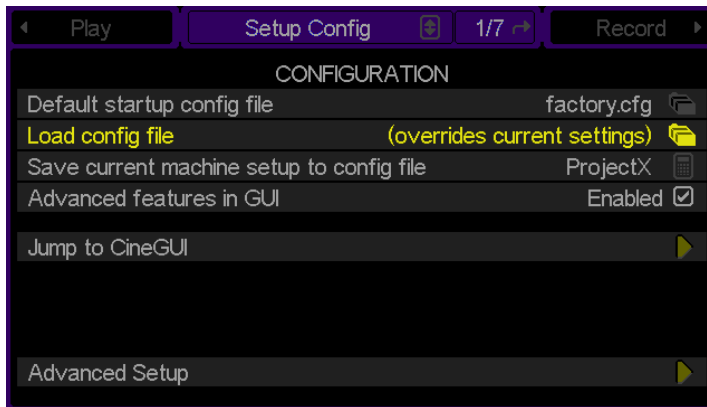 Play Setup Config 1/7 Record
CONFIGURATION
Default startup config file factory.cfg
Load config file (overrides current settings)
Save current machine setup to config file ProjectX
Advanced features in GUI Enabled
Jump to CineGUI
Advanced Setup